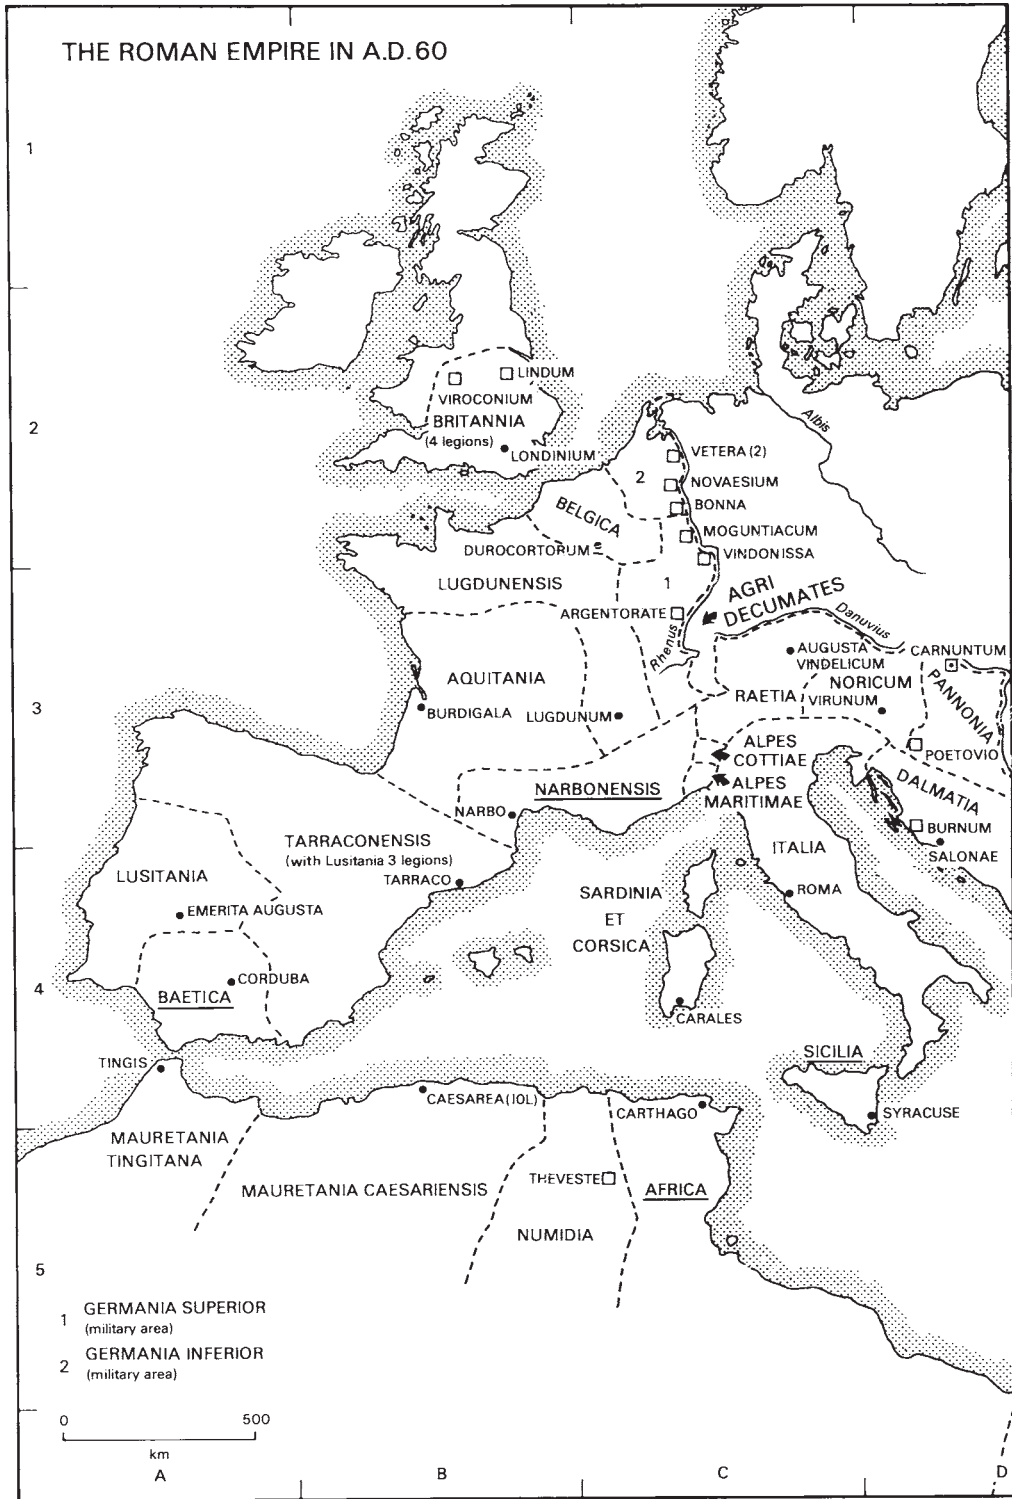 THE ROMAN EMPIRE IN A.D. 60
1
LINDUM
VIROCONIUM
2
BRITANNIA
(4 legions)
LONDINIUM
Albis
VETERA (2)
2
NOVAESIUM
BONNA
BELGICA
MOGUNTIACUM
DUROCORTORUM
VINDONISSA
LUGDUNENSIS
1
AGRI
DECUMATES
ARGENTORATE
Danuvius
Rhenus
AUGUSTA
VINDELICUM
CARNUNTUM
AQUITANIA
RAETIA
NORICUM
VIRUNUM
PANNONIA
3
BURDIGALA
LUGDUNUM
ALPES
COTTIAE
POETOVIO
NARBONENSIS
ALPES
MARITIMAE
DALMATIA
NARBO
BURNUM
TARRACONENSIS
(with Lusitania 3 legions)
ITALIA
SALONAE
LUSITANIA
TARRACO
SARDINIA
ET
CORSICA
ROMA
EMERITA AUGUSTA
CORDUBA
4
BAETICA
CARALES
TINGIS
SICILIA
CAESAREA (IOL)
CARTHAGO
SYRACUSE
MAURETANIA
TINGITANA
THEVESTE
MAURETANIA CAESARIENSIS
AFRICA
NUMIDIA
5
1 GERMANIA SUPERIOR
(military area)
2 GERMANIA INFERIOR
(military area)
0 500
km
A B C D